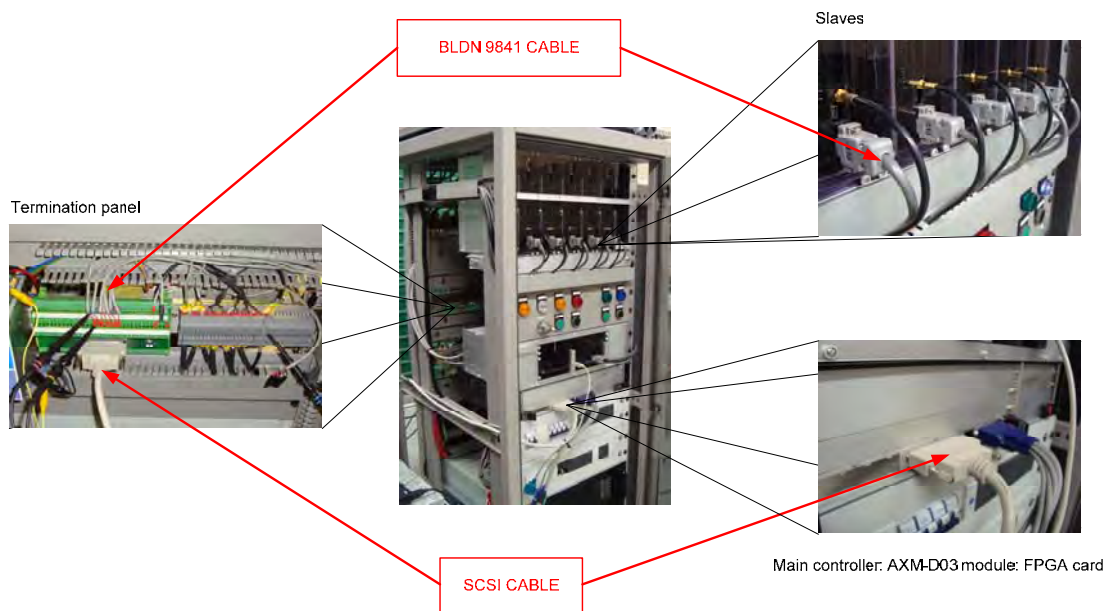 BLDN 9841 CABLE
Slaves
Termination panel
Main controller: AXM-D03 module: FPGA card
SCSI CABLE